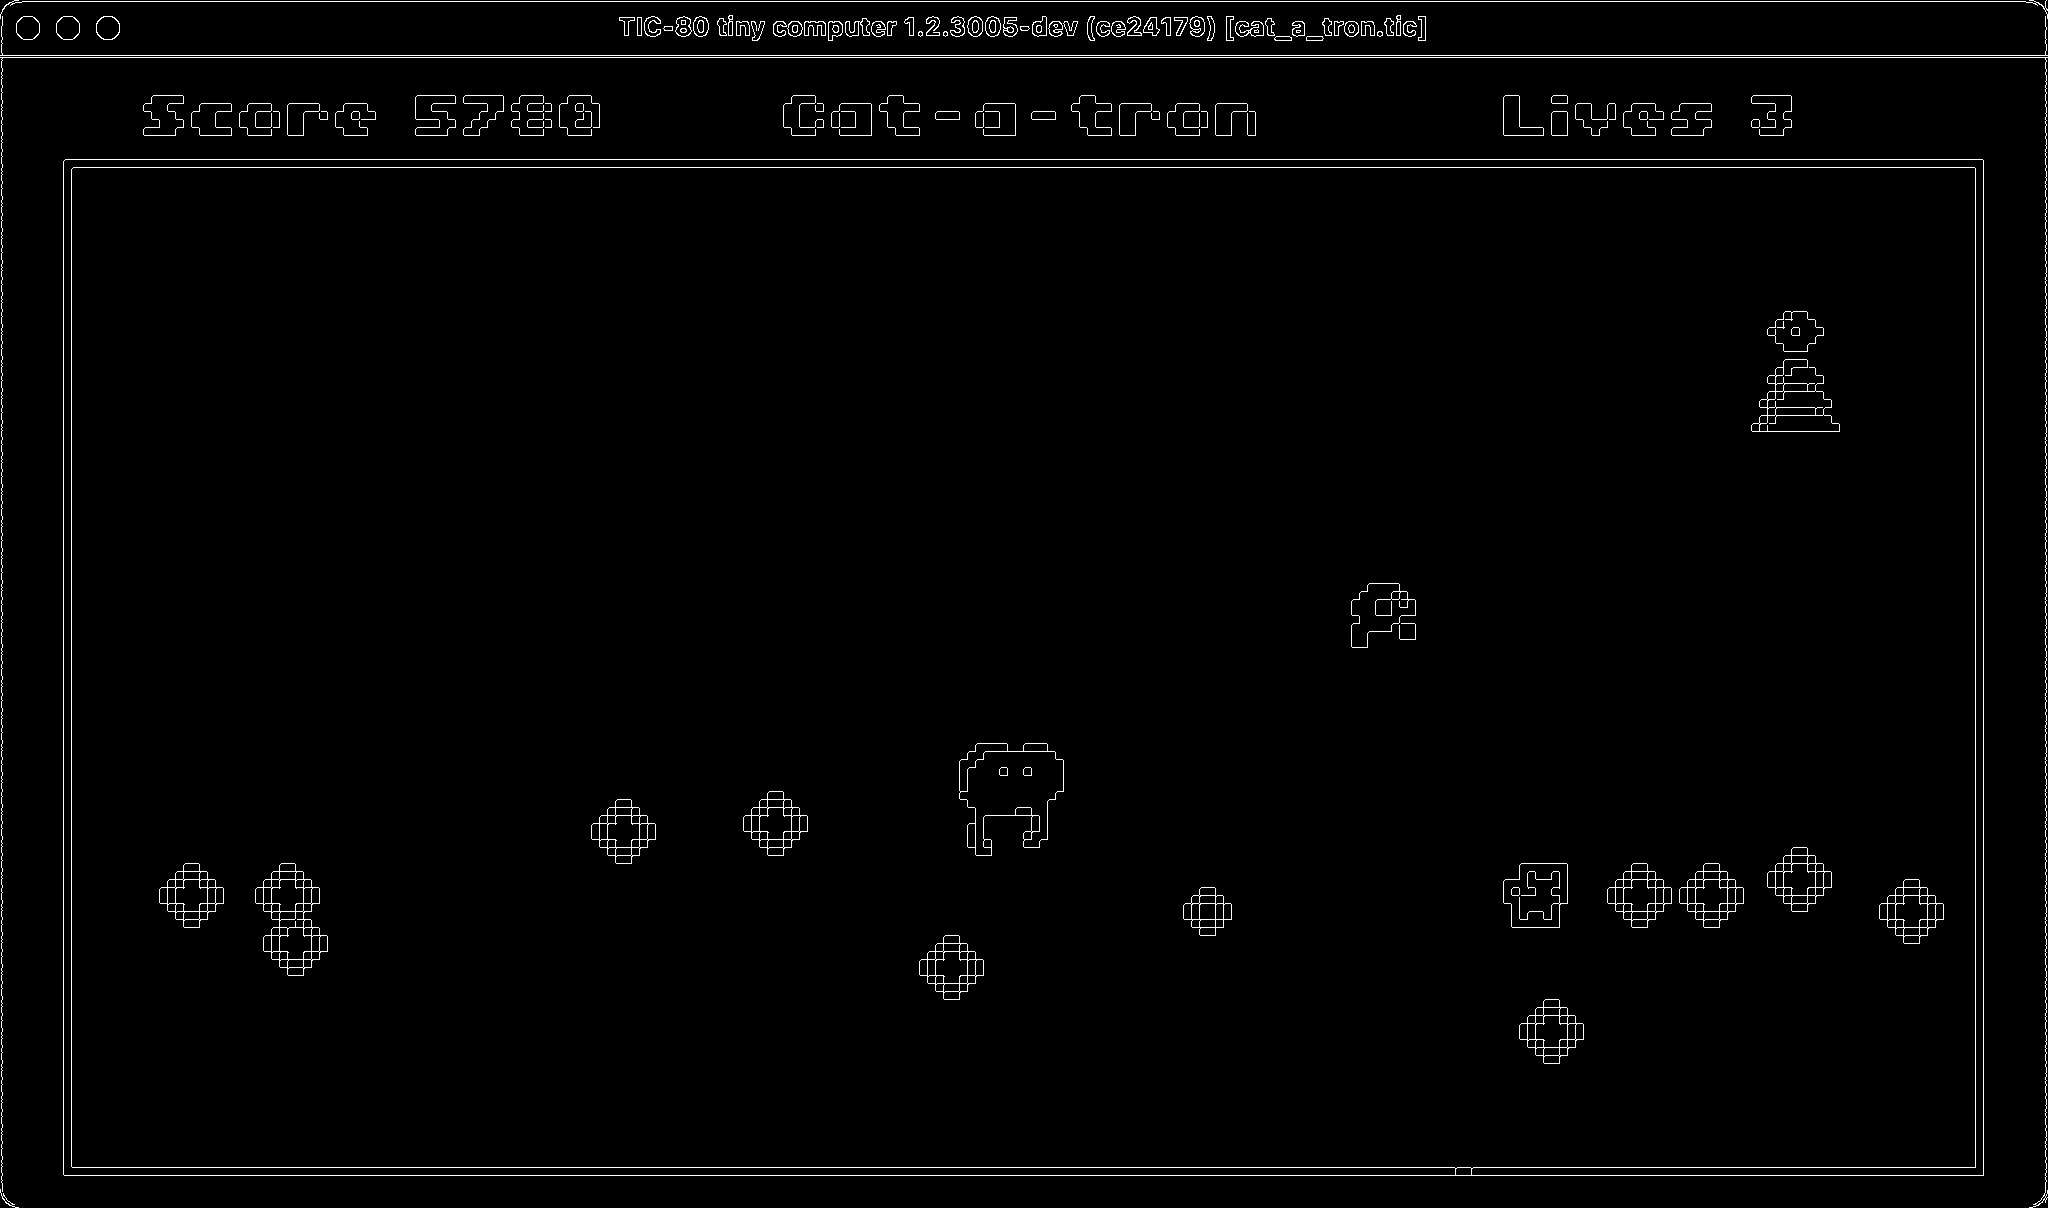 TIC-80 tiny computer 1.2.3005-dev (ce24179) [cat_a_tron.tic]
Score 5780 Cat-a-tron Lives 3